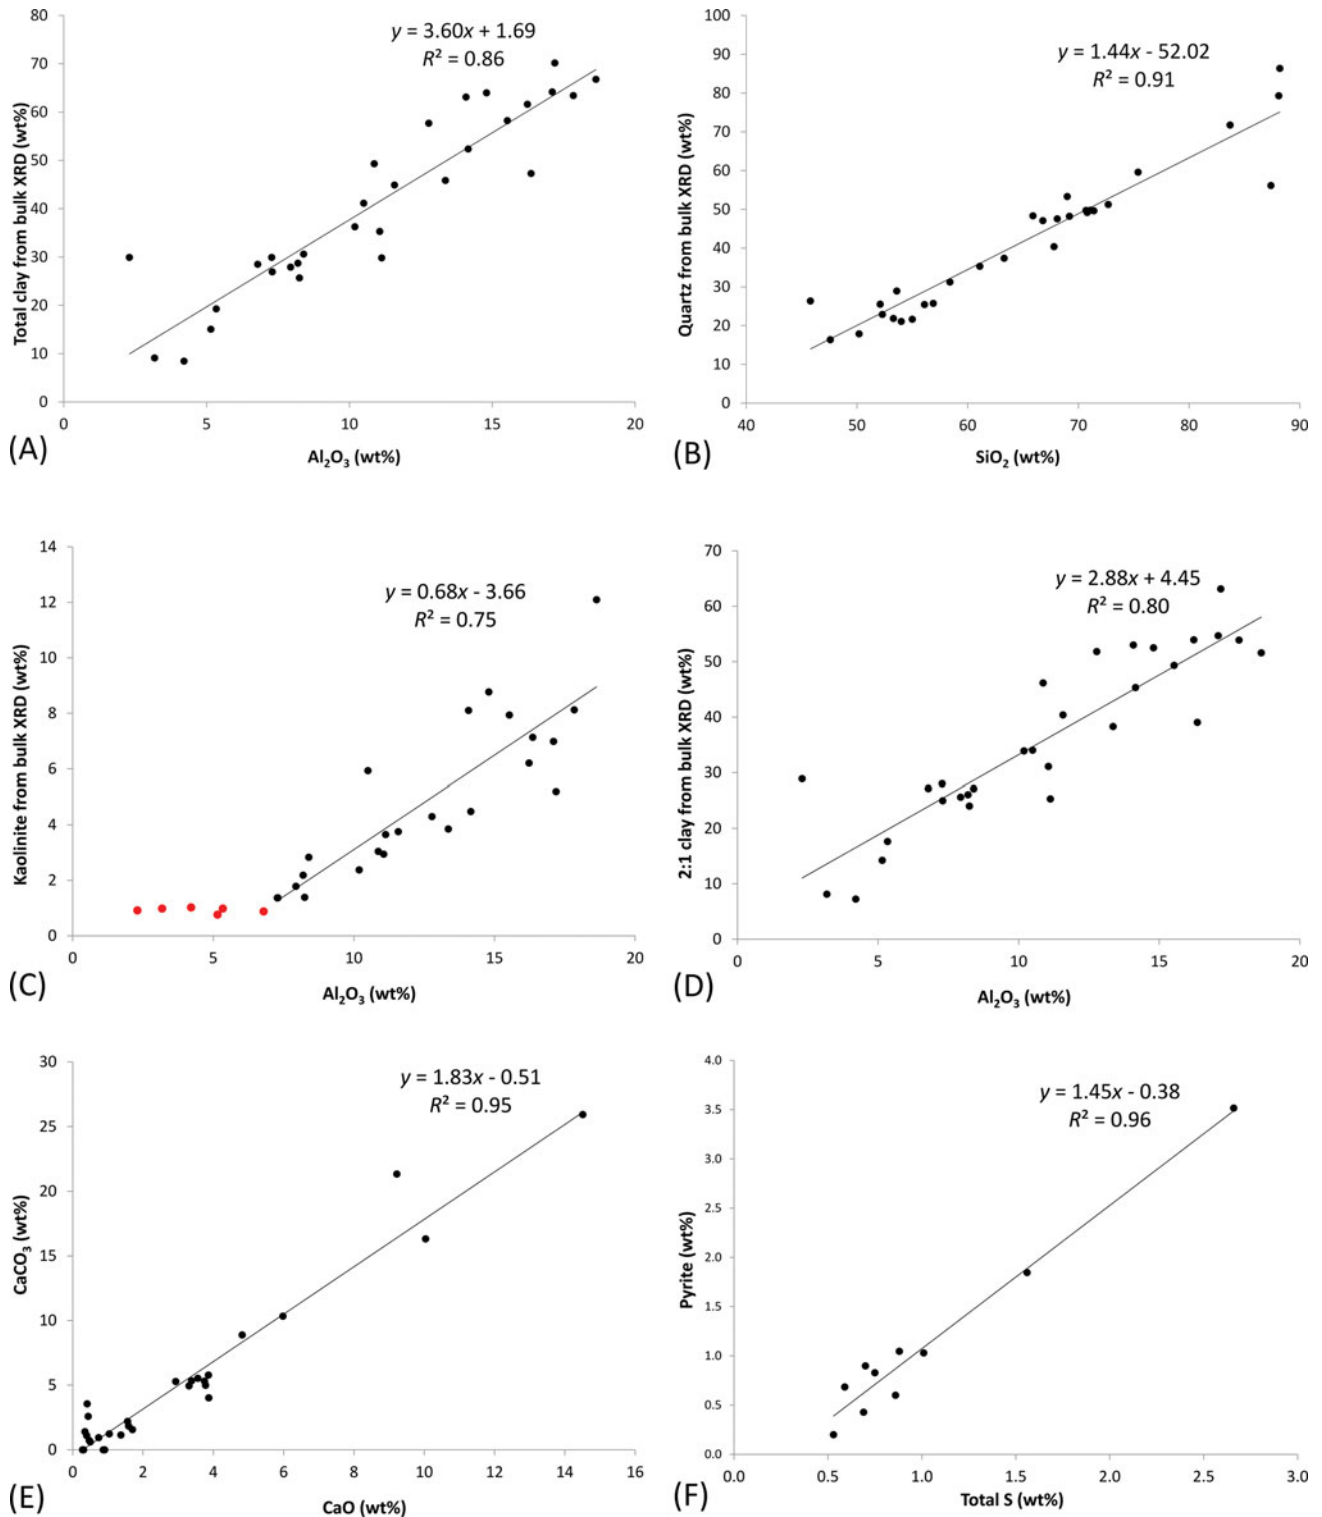 y = 3.60x + 1.69
R² = 0.86
Total clay from bulk XRD (wt%)
80
70
60
50
40
30
20
10
0
0 5 10 15 20
Al₂O₃ (wt%)
(A)
y = 1.44x - 52.02
R² = 0.91
Quartz from bulk XRD (wt%)
100
90
80
70
60
50
40
30
20
10
0
40 50 60 70 80 90
SiO₂ (wt%)
(B)
y = 0.68x - 3.66
R² = 0.75
Kaolinite from bulk XRD (wt%)
14
12
10
8
6
4
2
0
0 5 10 15 20
Al₂O₃ (wt%)
(C)
y = 2.88x + 4.45
R² = 0.80
2:1 clay from bulk XRD (wt%)
70
60
50
40
30
20
10
0
0 5 10 15 20
Al₂O₃ (wt%)
(D)
y = 1.83x - 0.51
R² = 0.95
CaCO₃ (wt%)
30
25
20
15
10
5
0
0 2 4 6 8 10 12 14 16
CaO (wt%)
(E)
y = 1.45x - 0.38
R² = 0.96
Pyrite (wt%)
4.0
3.5
3.0
2.5
2.0
1.5
1.0
0.5
0.0
0.0 0.5 1.0 1.5 2.0 2.5 3.0
Total S (wt%)
(F)